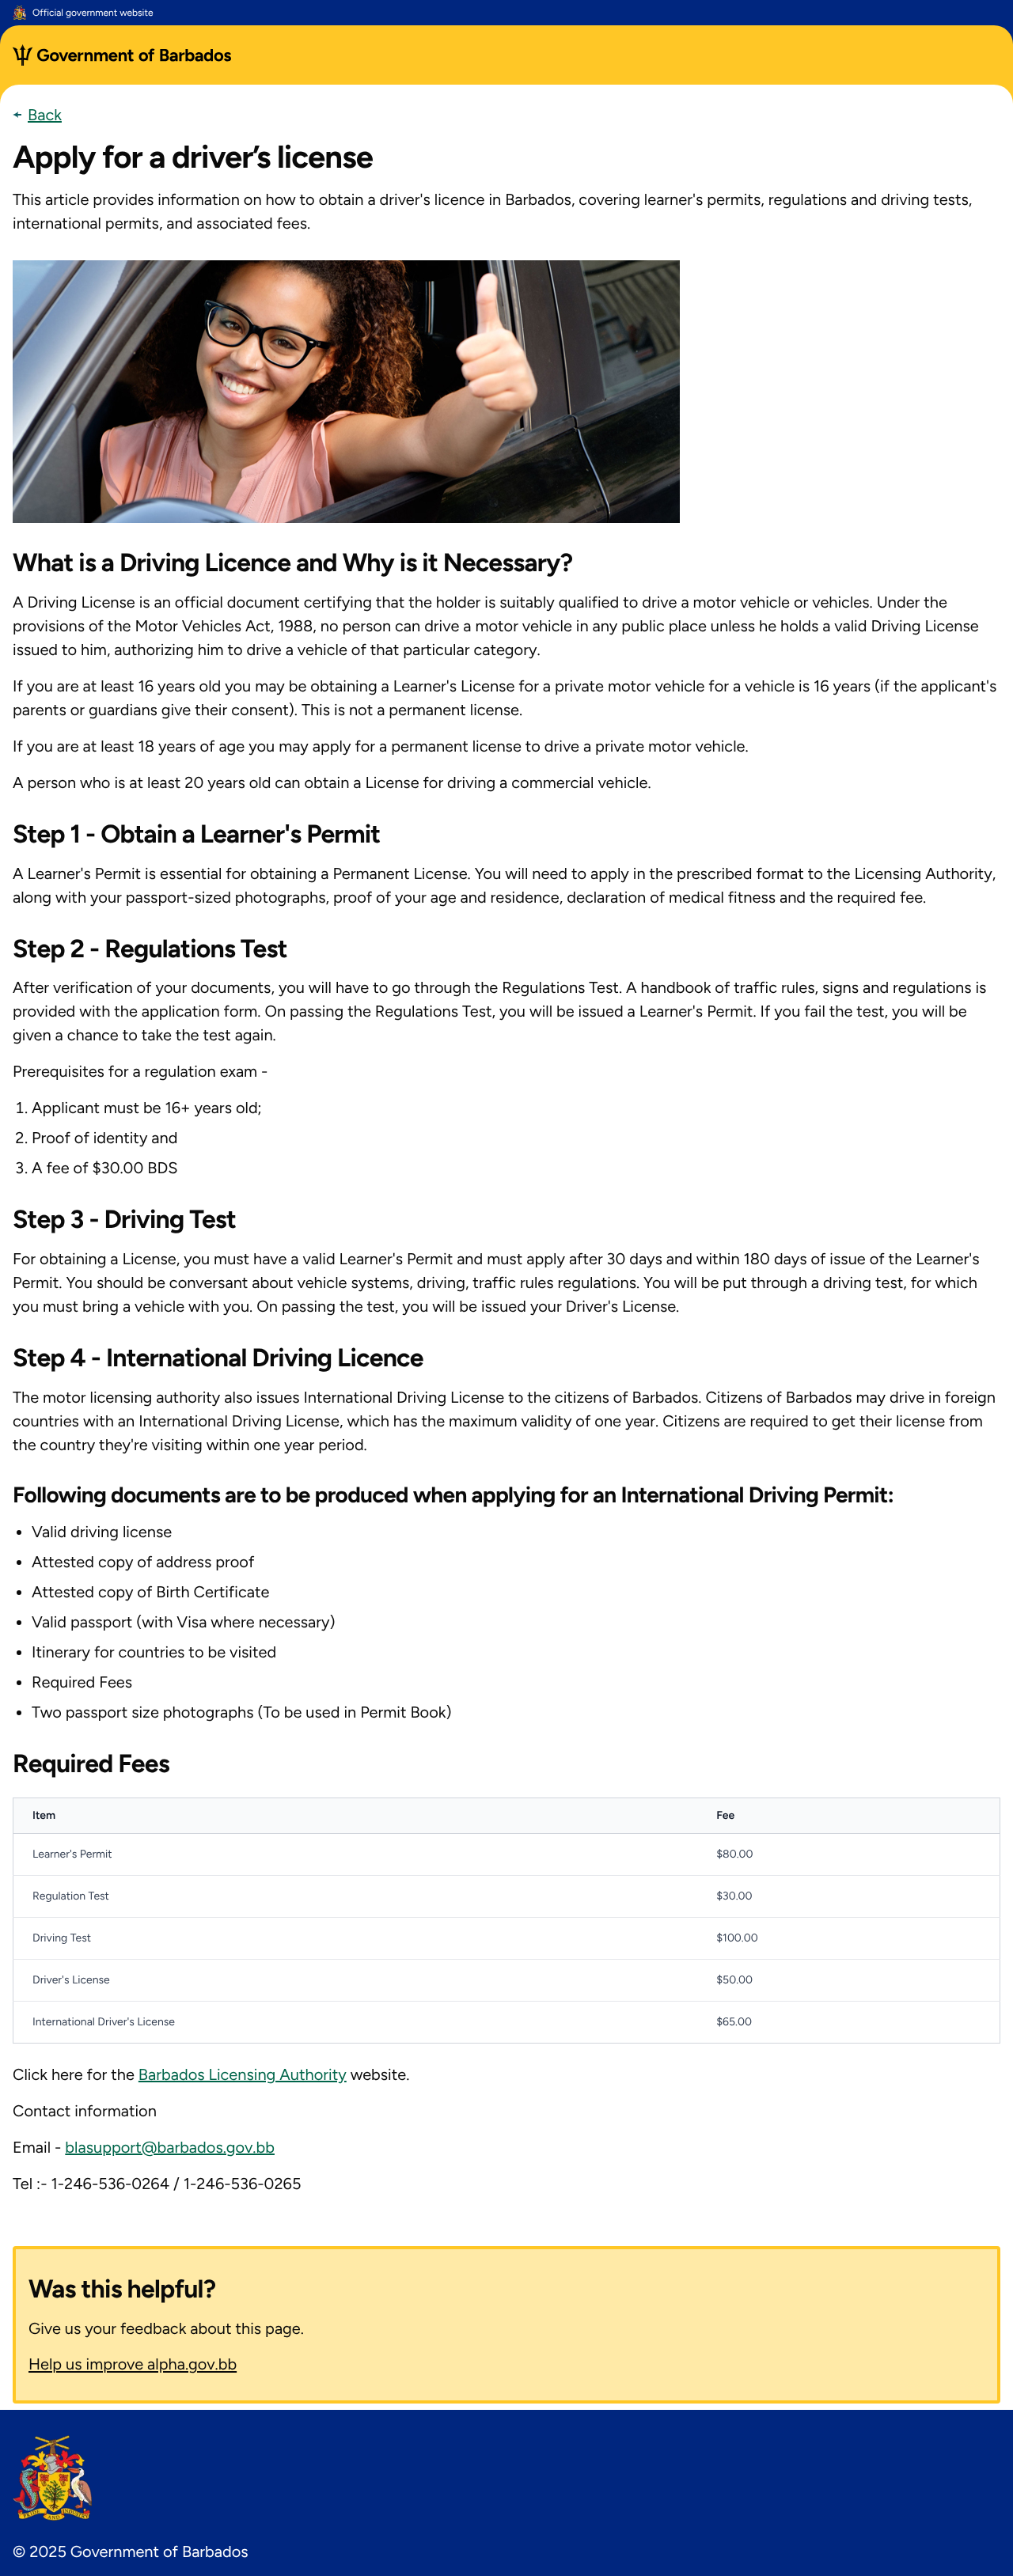 Official government website
Government of Barbados
← Back
Apply for a driver’s license
This article provides information on how to obtain a driver's licence in Barbados, covering learner's permits, regulations and driving tests,
international permits, and associated fees.
What is a Driving Licence and Why is it Necessary?
A Driving License is an official document certifying that the holder is suitably qualified to drive a motor vehicle or vehicles. Under the
provisions of the Motor Vehicles Act, 1988, no person can drive a motor vehicle in any public place unless he holds a valid Driving License
issued to him, authorizing him to drive a vehicle of that particular category.
If you are at least 16 years old you may be obtaining a Learner's License for a private motor vehicle for a vehicle is 16 years (if the applicant's
parents or guardians give their consent). This is not a permanent license.
If you are at least 18 years of age you may apply for a permanent license to drive a private motor vehicle.
A person who is at least 20 years old can obtain a License for driving a commercial vehicle.
Step 1 - Obtain a Learner's Permit
A Learner's Permit is essential for obtaining a Permanent License. You will need to apply in the prescribed format to the Licensing Authority,
along with your passport-sized photographs, proof of your age and residence, declaration of medical fitness and the required fee.
Step 2 - Regulations Test
After verification of your documents, you will have to go through the Regulations Test. A handbook of traffic rules, signs and regulations is
provided with the application form. On passing the Regulations Test, you will be issued a Learner's Permit. If you fail the test, you will be
given a chance to take the test again.
Prerequisites for a regulation exam -
1. Applicant must be 16+ years old;
2. Proof of identity and
3. A fee of $30.00 BDS
Step 3 - Driving Test
For obtaining a License, you must have a valid Learner's Permit and must apply after 30 days and within 180 days of issue of the Learner's
Permit. You should be conversant about vehicle systems, driving, traffic rules regulations. You will be put through a driving test, for which
you must bring a vehicle with you. On passing the test, you will be issued your Driver's License.
Step 4 - International Driving Licence
The motor licensing authority also issues International Driving License to the citizens of Barbados. Citizens of Barbados may drive in foreign
countries with an International Driving License, which has the maximum validity of one year. Citizens are required to get their license from
the country they're visiting within one year period.
Following documents are to be produced when applying for an International Driving Permit:
• Valid driving license
• Attested copy of address proof
• Attested copy of Birth Certificate
• Valid passport (with Visa where necessary)
• Itinerary for countries to be visited
• Required Fees
• Two passport size photographs (To be used in Permit Book)
Required Fees
Item Fee
Learner's Permit $80.00
Regulation Test $30.00
Driving Test $100.00
Driver's License $50.00
International Driver's License $65.00
Click here for the Barbados Licensing Authority website.
Contact information
Email - blasupport@barbados.gov.bb
Tel :- 1-246-536-0264 / 1-246-536-0265
Was this helpful?
Give us your feedback about this page.
Help us improve alpha.gov.bb
PRIDE AND INDUSTRY
© 2025 Government of Barbados